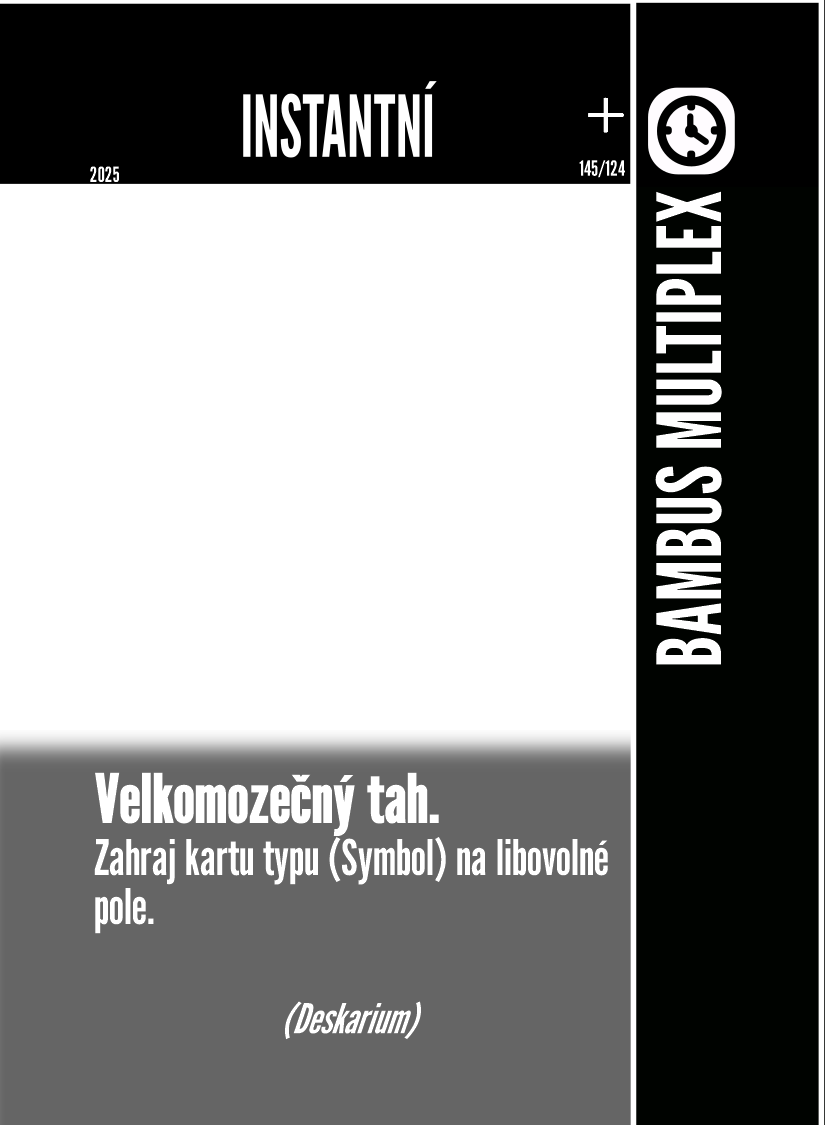 INSTANTNÍ
2025
145/124
BAMBUS MULTIPLEX
Velkomozečný tah.
Zahraj kartu typu (Symbol) na libovolné
pole.
(Deskarium)